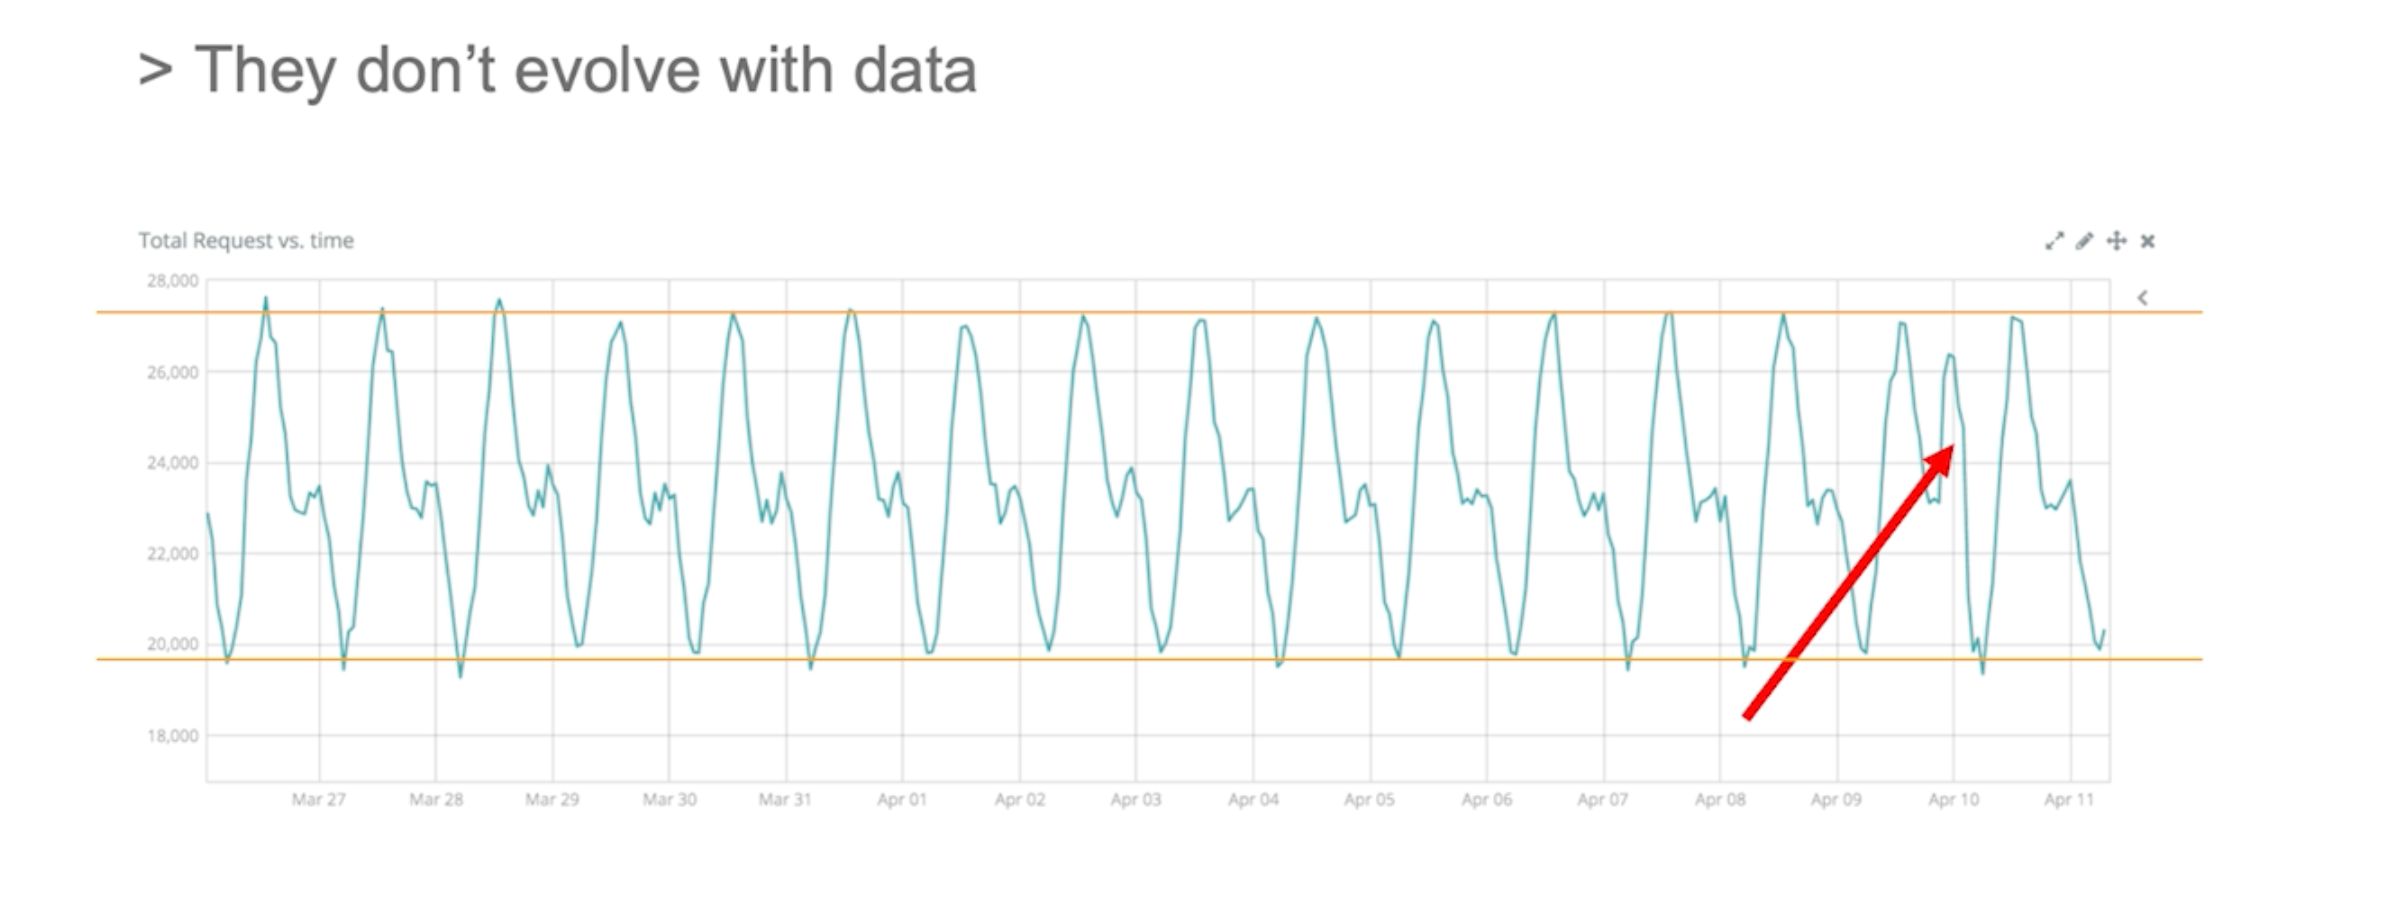 > They don’t evolve with data
Total Request vs. time
28,000
26,000
24,000
22,000
20,000
18,000
Mar 27 Mar 28 Mar 29 Mar 30 Mar 31 Apr 01 Apr 02 Apr 03 Apr 04 Apr 05 Apr 06 Apr 07 Apr 08 Apr 09 Apr 10 Apr 11